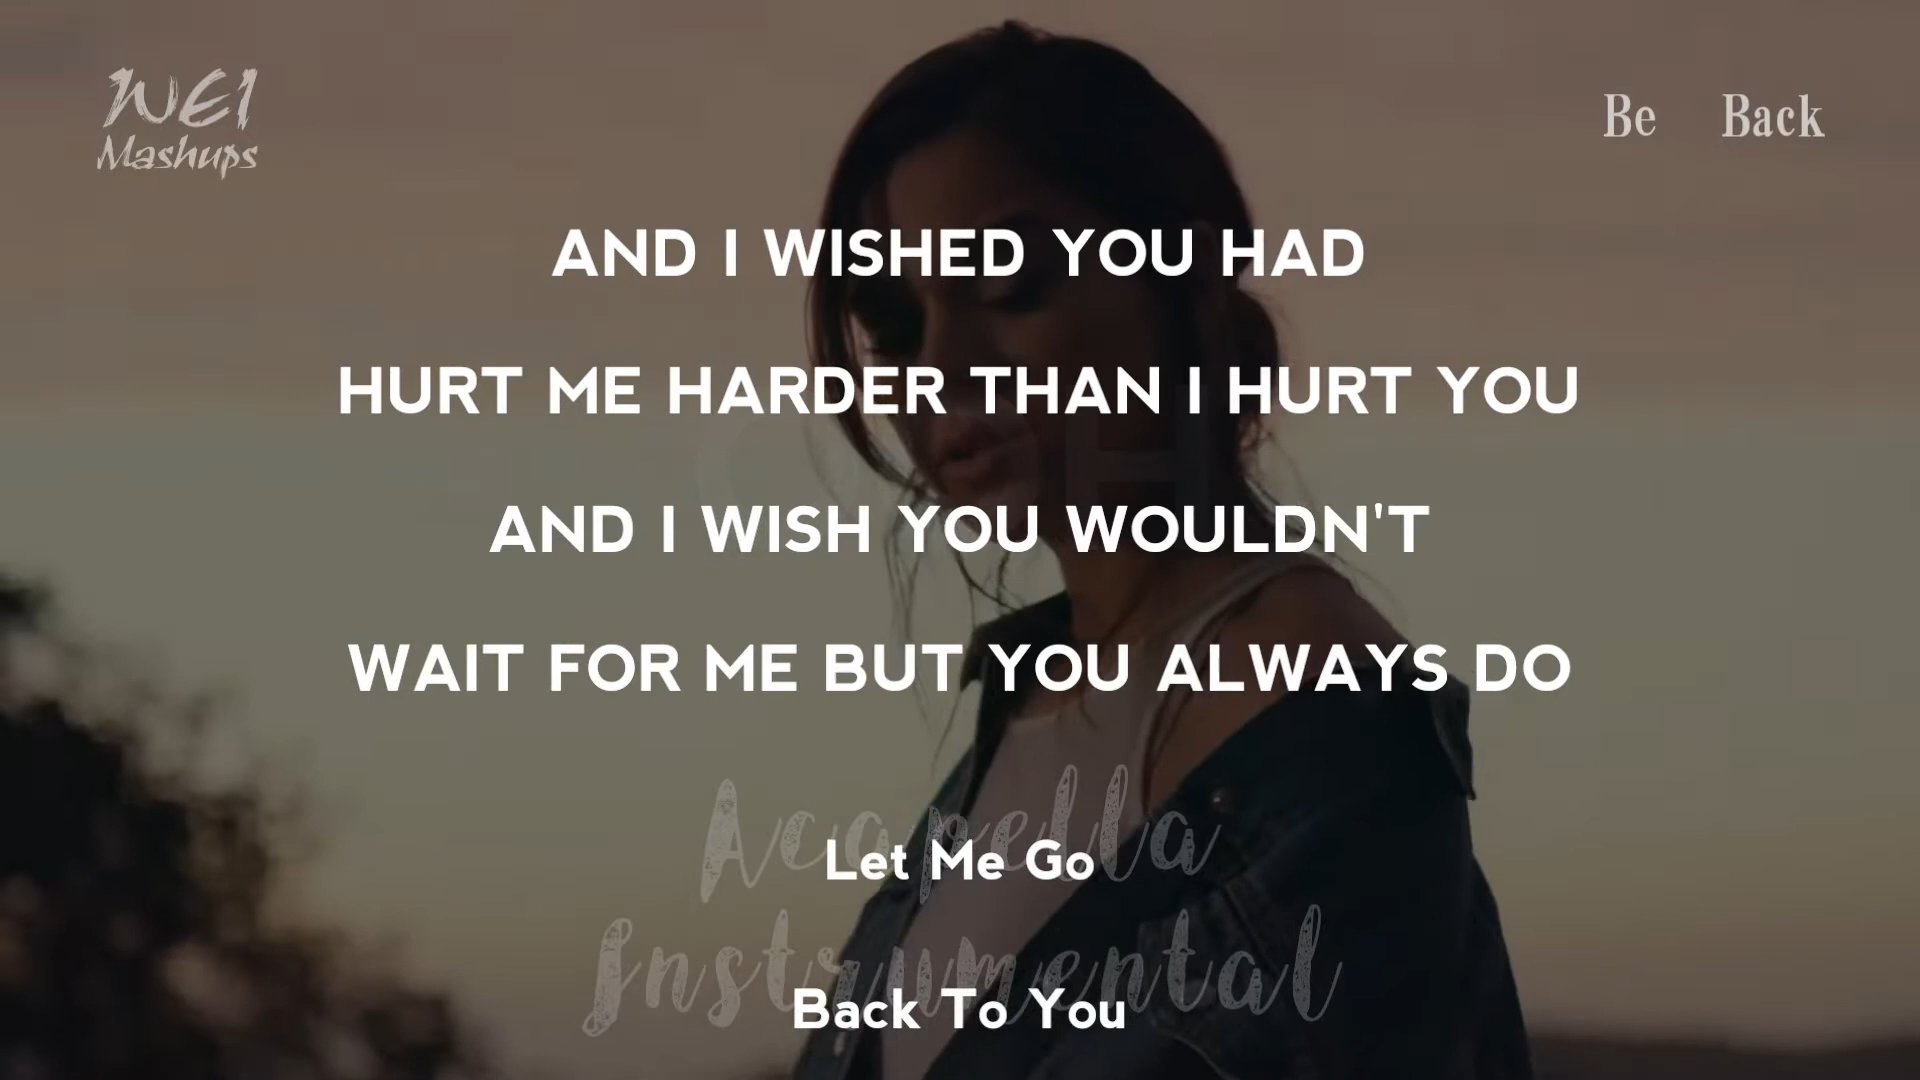 WEI
Mashups
Be Back
AND I WISHED YOU HAD
HURT ME HARDER THAN I HURT YOU
AND I WISH YOU WOULDN'T
WAIT FOR ME BUT YOU ALWAYS DO
Acapella
Let Me Go
Instrumental
Back To You